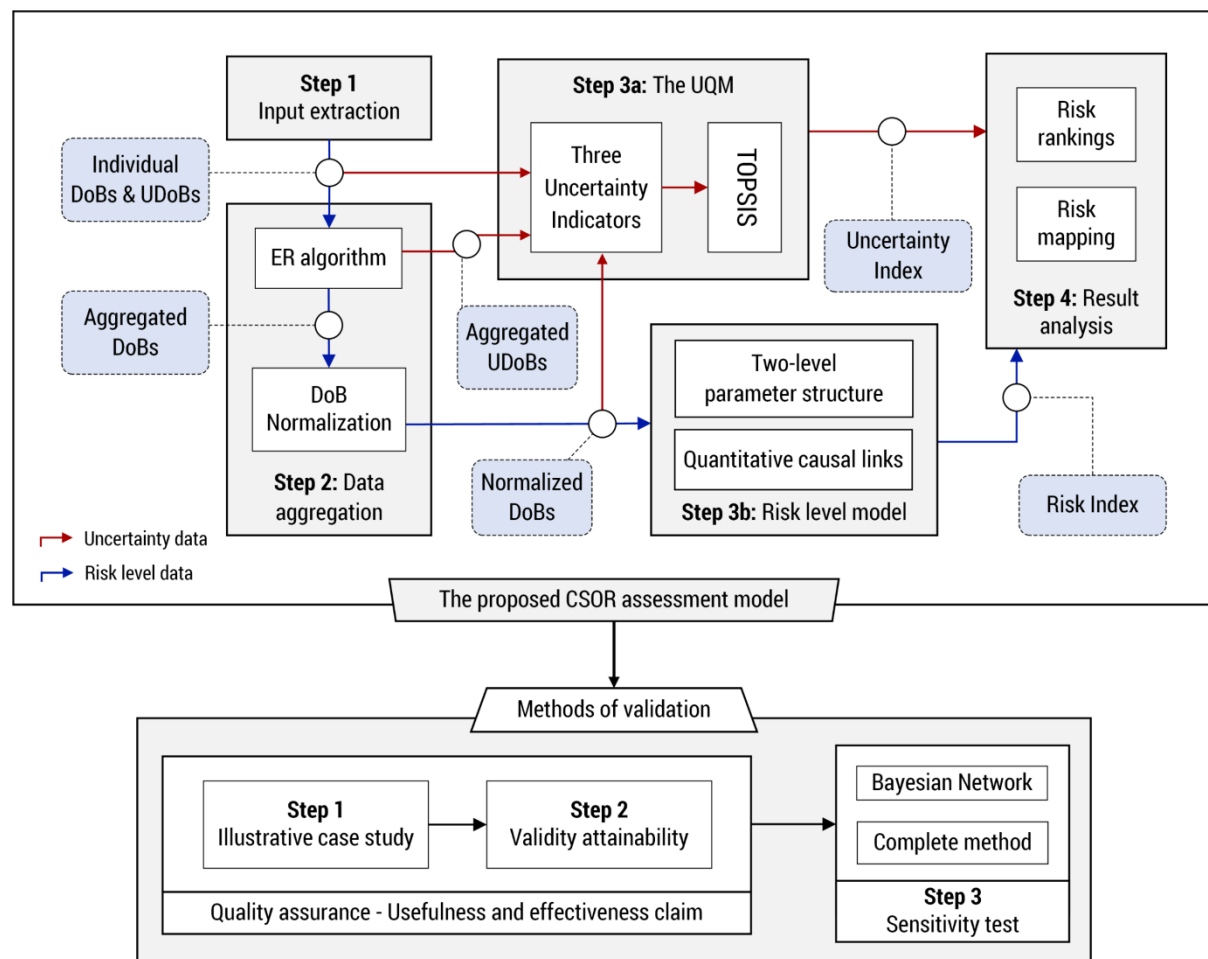 Step 1
Input extraction
Individual
DoBs & UDoBs
ER algorithm
Aggregated
DoBs
DoB
Normalization
Step 2: Data
aggregation
Aggregated
UDoBs
Normalized
DoBs
Step 3a: The UQM
Three
Uncertainty
Indicators
TOPSIS
Uncertainty
Index
Two-level
parameter structure
Quantitative causal links
Step 3b: Risk level model
Risk
rankings
Risk
mapping
Step 4: Result
analysis
Risk Index
Uncertainty data
Risk level data
The proposed CSOR assessment model
Methods of validation
Step 1
Illustrative case study
Step 2
Validity attainability
Quality assurance - Usefulness and effectiveness claim
Bayesian Network
Complete method
Step 3
Sensitivity test